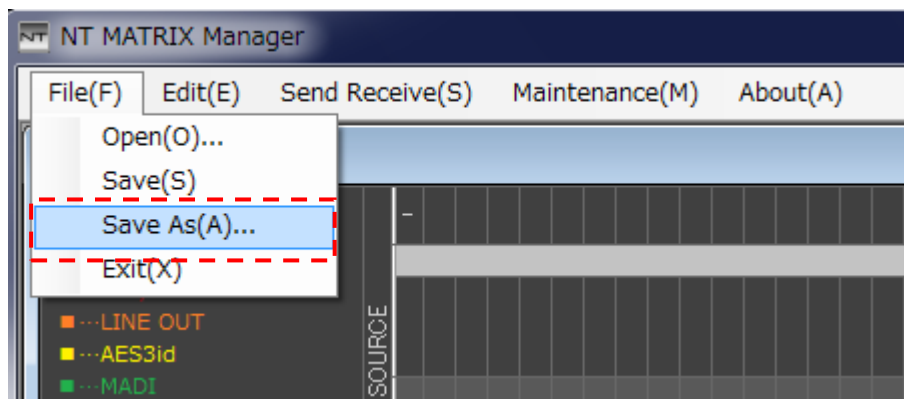 NT NT MATRIX Manager
File(F) Edit(E) Send Receive(S) Maintenance(M) About(A)
Open(O)...
Save(S)
Save As(A)...
Exit(X)
-
■···LINE OUT
■···AES3id
■···MADI
SOURCE